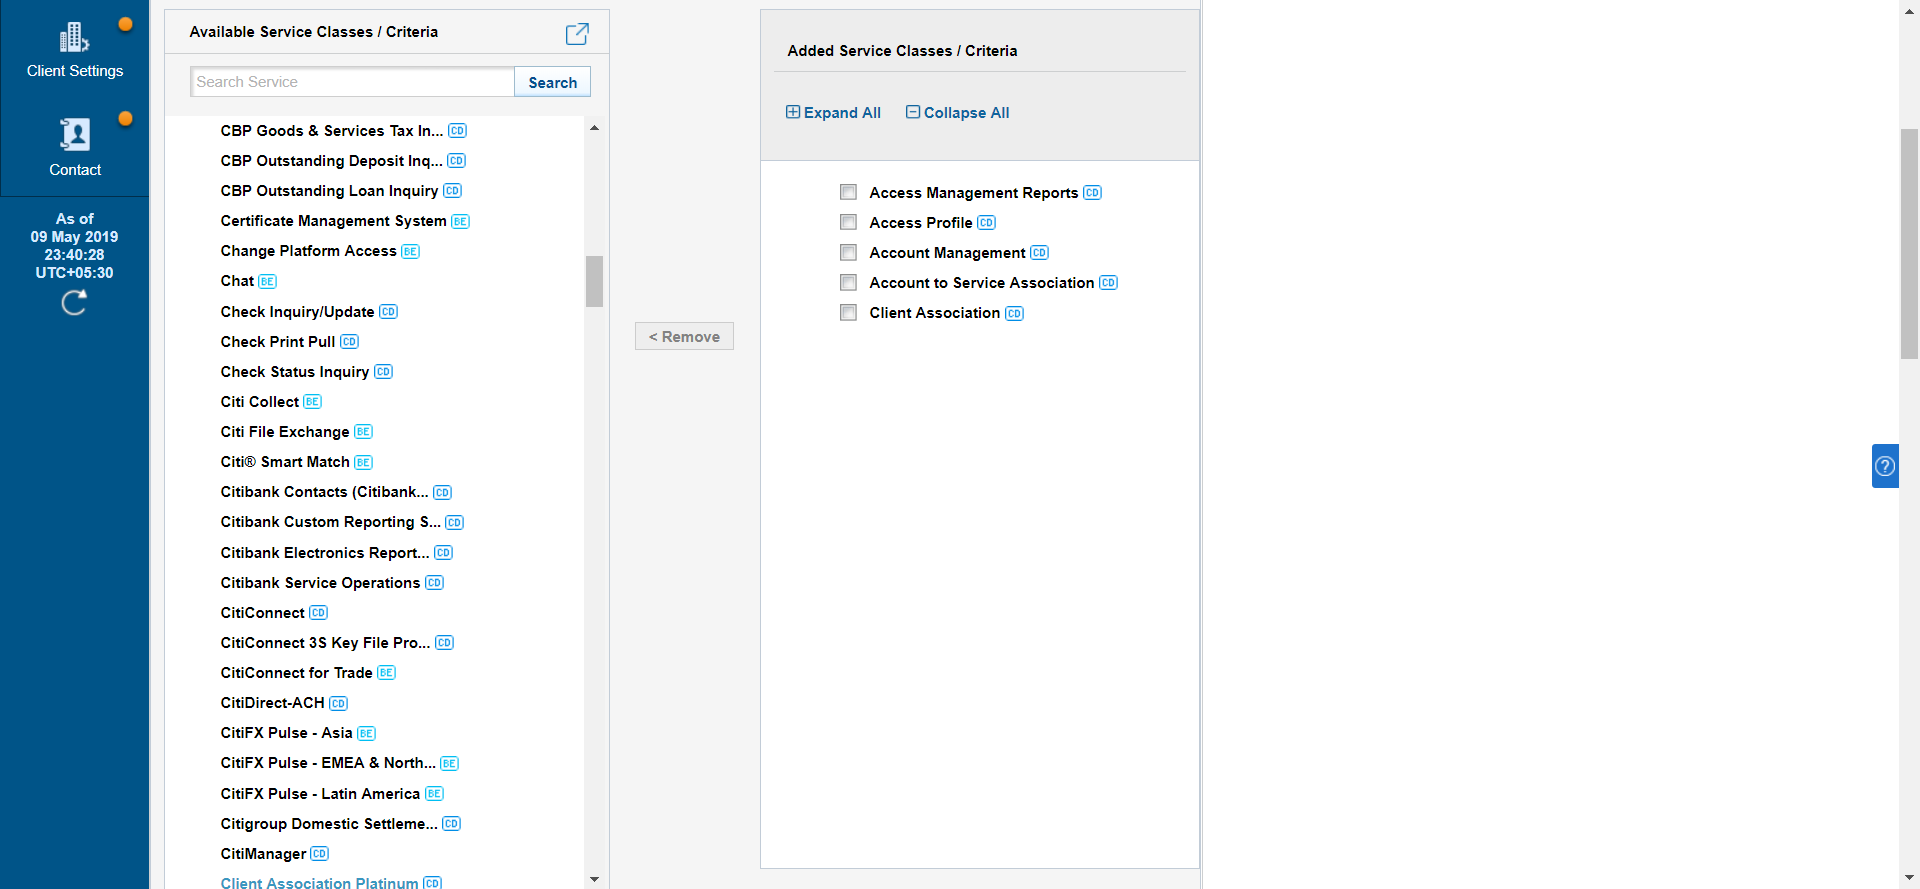 Client Settings
Contact
As of
09 May 2019
23:40:28
UTC+05:30
Available Service Classes / Criteria
Search Service
Search
CBP Goods & Services Tax In... CD
CBP Outstanding Deposit Inq... CD
CBP Outstanding Loan Inquiry CD
Certificate Management System BE
Change Platform Access BE
Chat BE
Check Inquiry/Update CD
Check Print Pull CD
Check Status Inquiry CD
Citi Collect BE
Citi File Exchange BE
Citi® Smart Match BE
Citibank Contacts (Citibank... CD
Citibank Custom Reporting S... CD
Citibank Electronics Report... CD
Citibank Service Operations CD
CitiConnect CD
CitiConnect 3S Key File Pro... CD
CitiConnect for Trade BE
CitiDirect-ACH CD
CitiFX Pulse - Asia BE
CitiFX Pulse - EMEA & North... BE
CitiFX Pulse - Latin America BE
Citigroup Domestic Settleme... CD
CitiManager CD
Client Association Platinum CD
< Remove
Added Service Classes / Criteria
Expand All
Collapse All
Access Management Reports CD
Access Profile CD
Account Management CD
Account to Service Association CD
Client Association CD
?